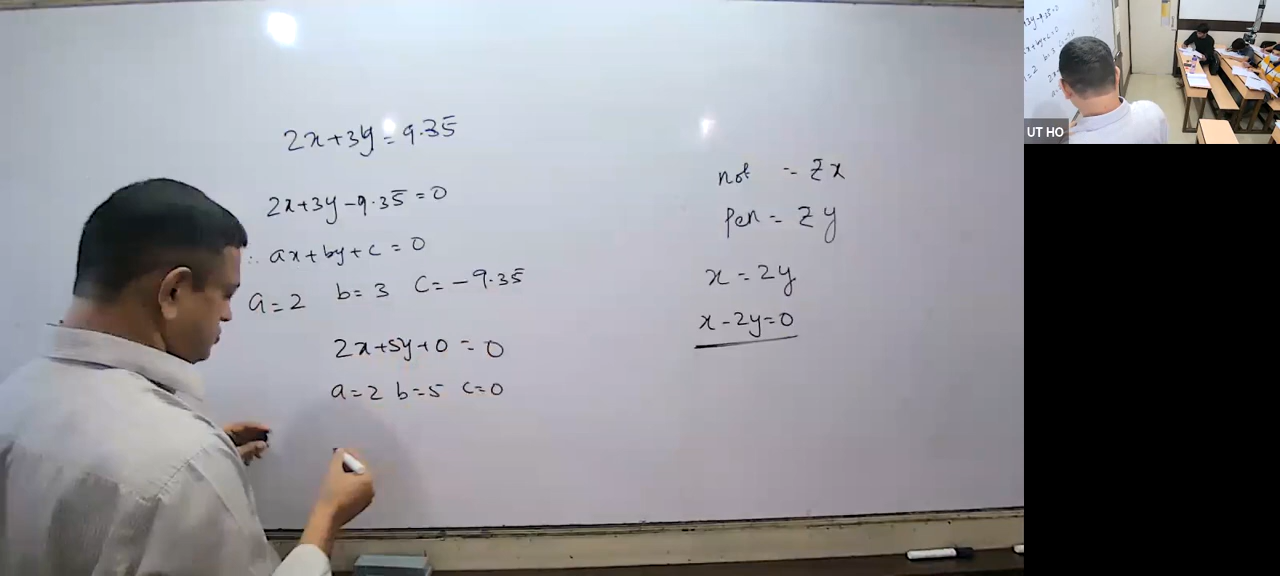 2x+3y=9.35
2x+3y-9.35=0
∴ ax+by+c=0
a=2 b=3 c=-9.35
2x+5y+0=0
a=2 b=5 c=0
not = ₹x
Pen = ₹y
x=2y
x-2y=0
UT HO